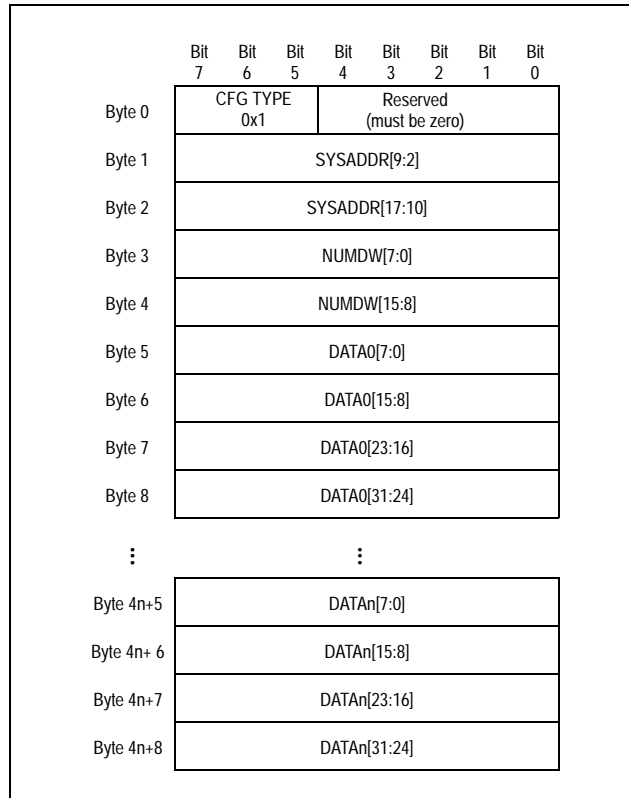 Bit Bit Bit Bit Bit Bit Bit Bit
7 6 5 4 3 2 1 0
Byte 0 CFG TYPE Reserved
0x1 (must be zero)
Byte 1 SYSADDR[9:2]
Byte 2 SYSADDR[17:10]
Byte 3 NUMDW[7:0]
Byte 4 NUMDW[15:8]
Byte 5 DATA0[7:0]
Byte 6 DATA0[15:8]
Byte 7 DATA0[23:16]
Byte 8 DATA0[31:24]
⋮ ⋮
Byte 4n+5 DATAn[7:0]
Byte 4n+ 6 DATAn[15:8]
Byte 4n+7 DATAn[23:16]
Byte 4n+8 DATAn[31:24]